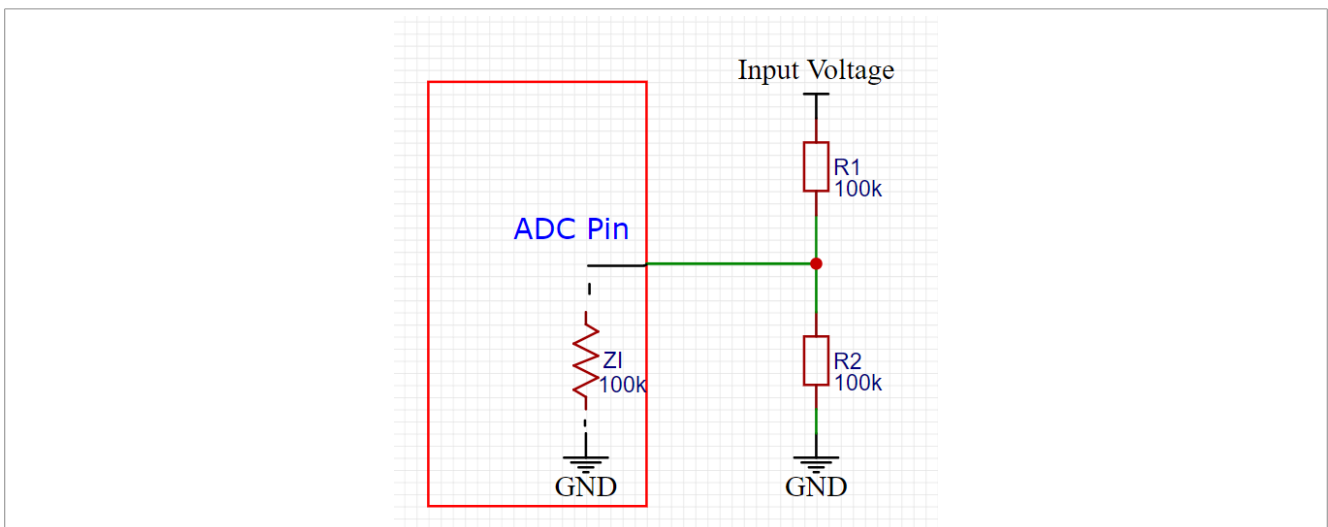 Input Voltage
R1
100k
ADC Pin
ZI
100k
R2
100k
GND
GND